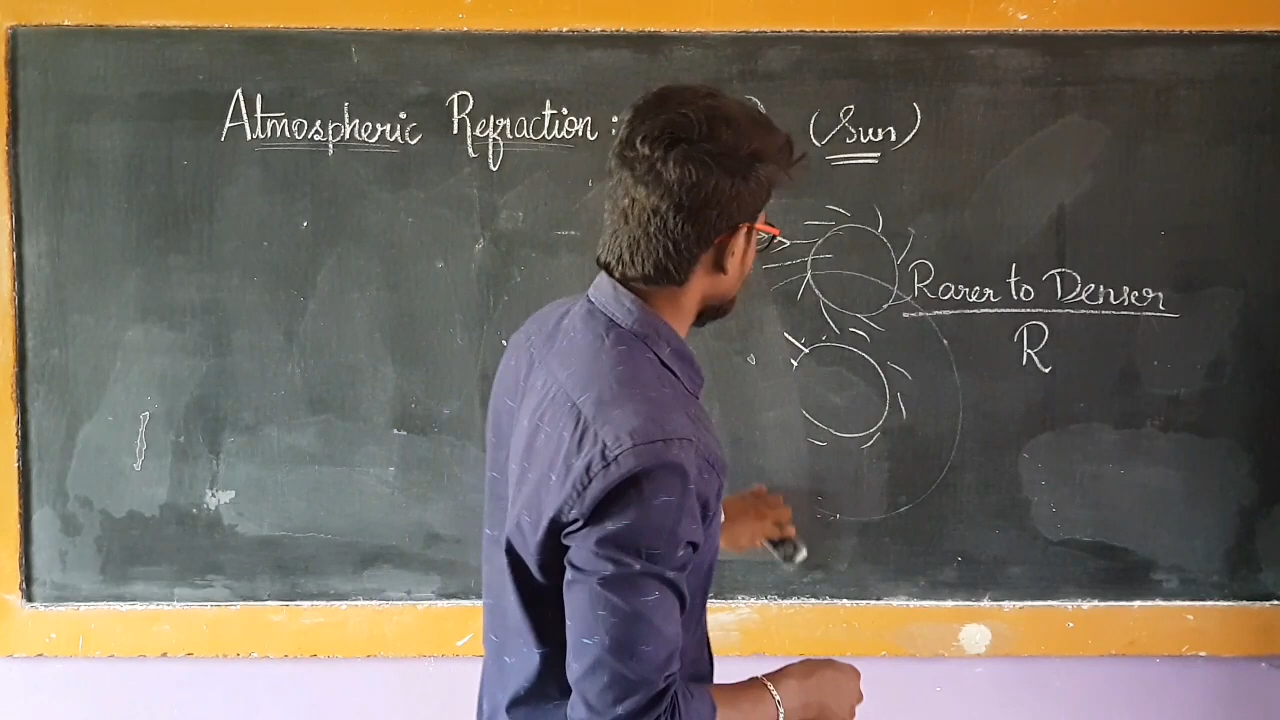 Atmospheric Refraction : (Sun)
Rarer to Denser
R